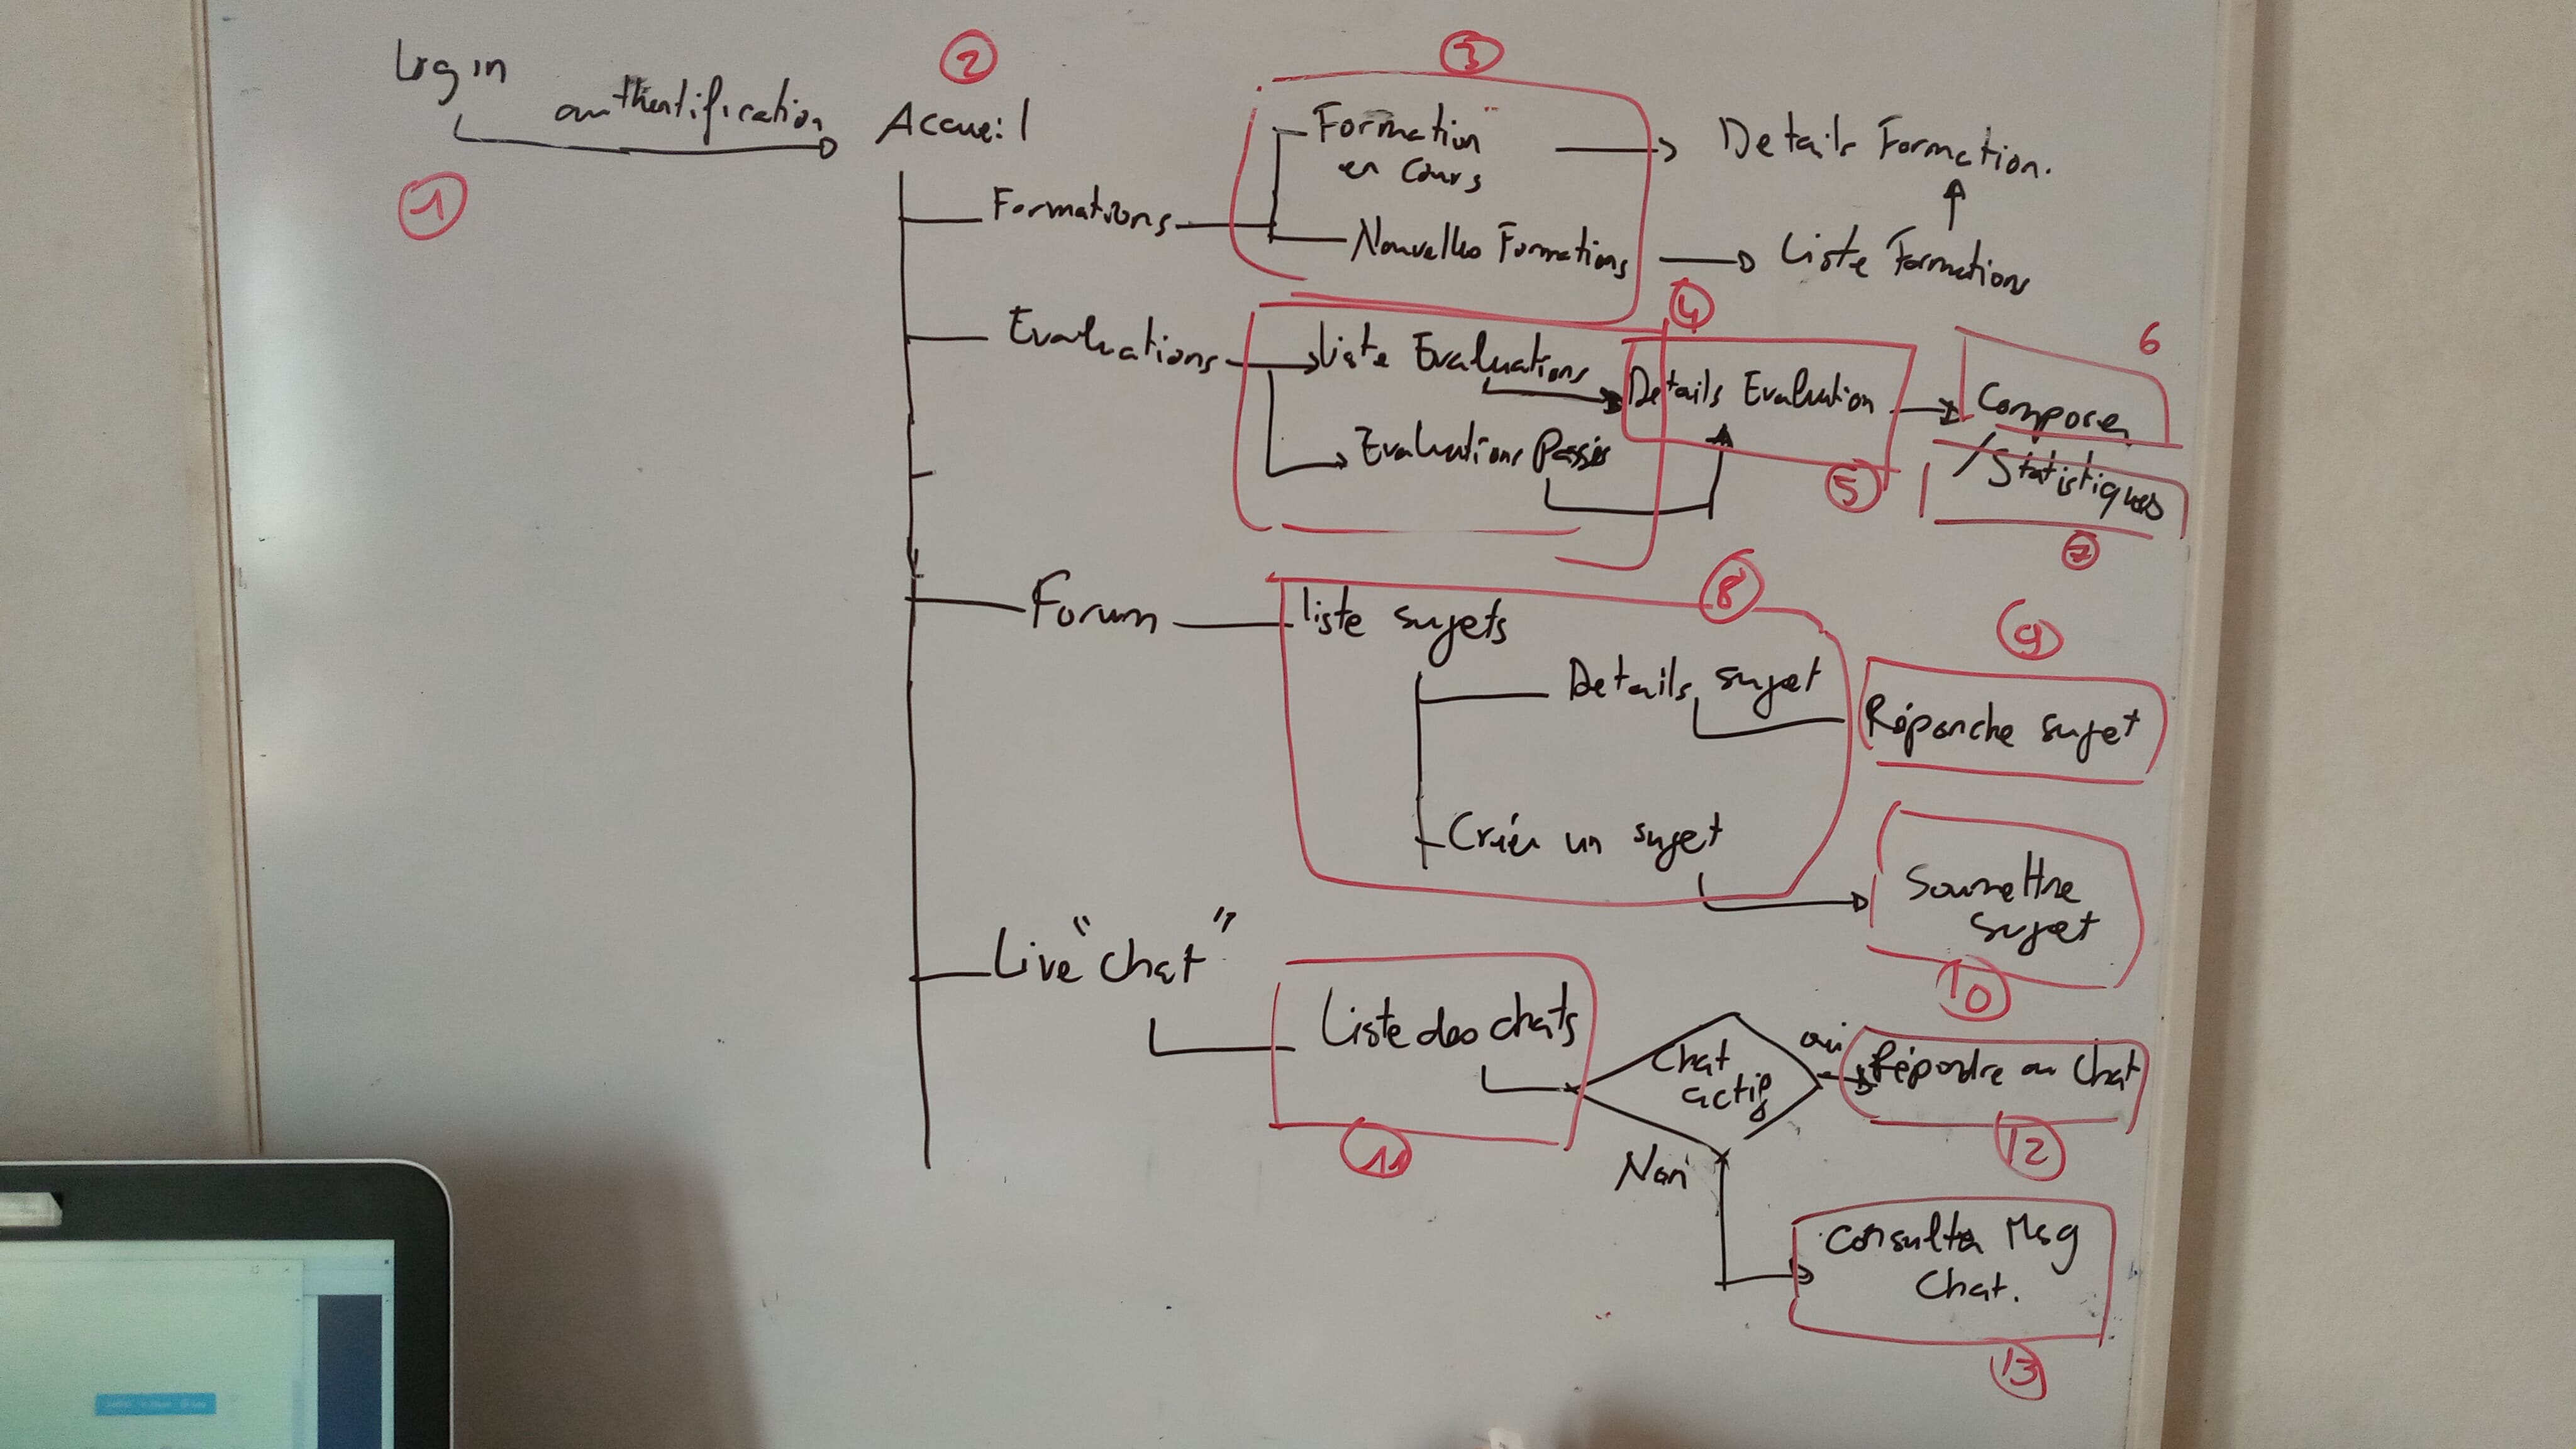 Login
authentification
1
2
Accueil
3
Formations
Formation
en Cours
Details Formation.
Nouvelles Formations
Liste Formations
4
Evaluations
Liste Evaluations
Details Evaluation
5
6
Composer
/Statistiques
7
Evaluations Passés
Forum
8
liste sujets
Details sujet
9
Réponche sujet
Créer un sujet
Soumettre
sujet
10
Live "Chat"
Liste des chats
11
Chat
actif
oui
Répondre au Chat
12
Non
Consulter Msg
Chat.
13